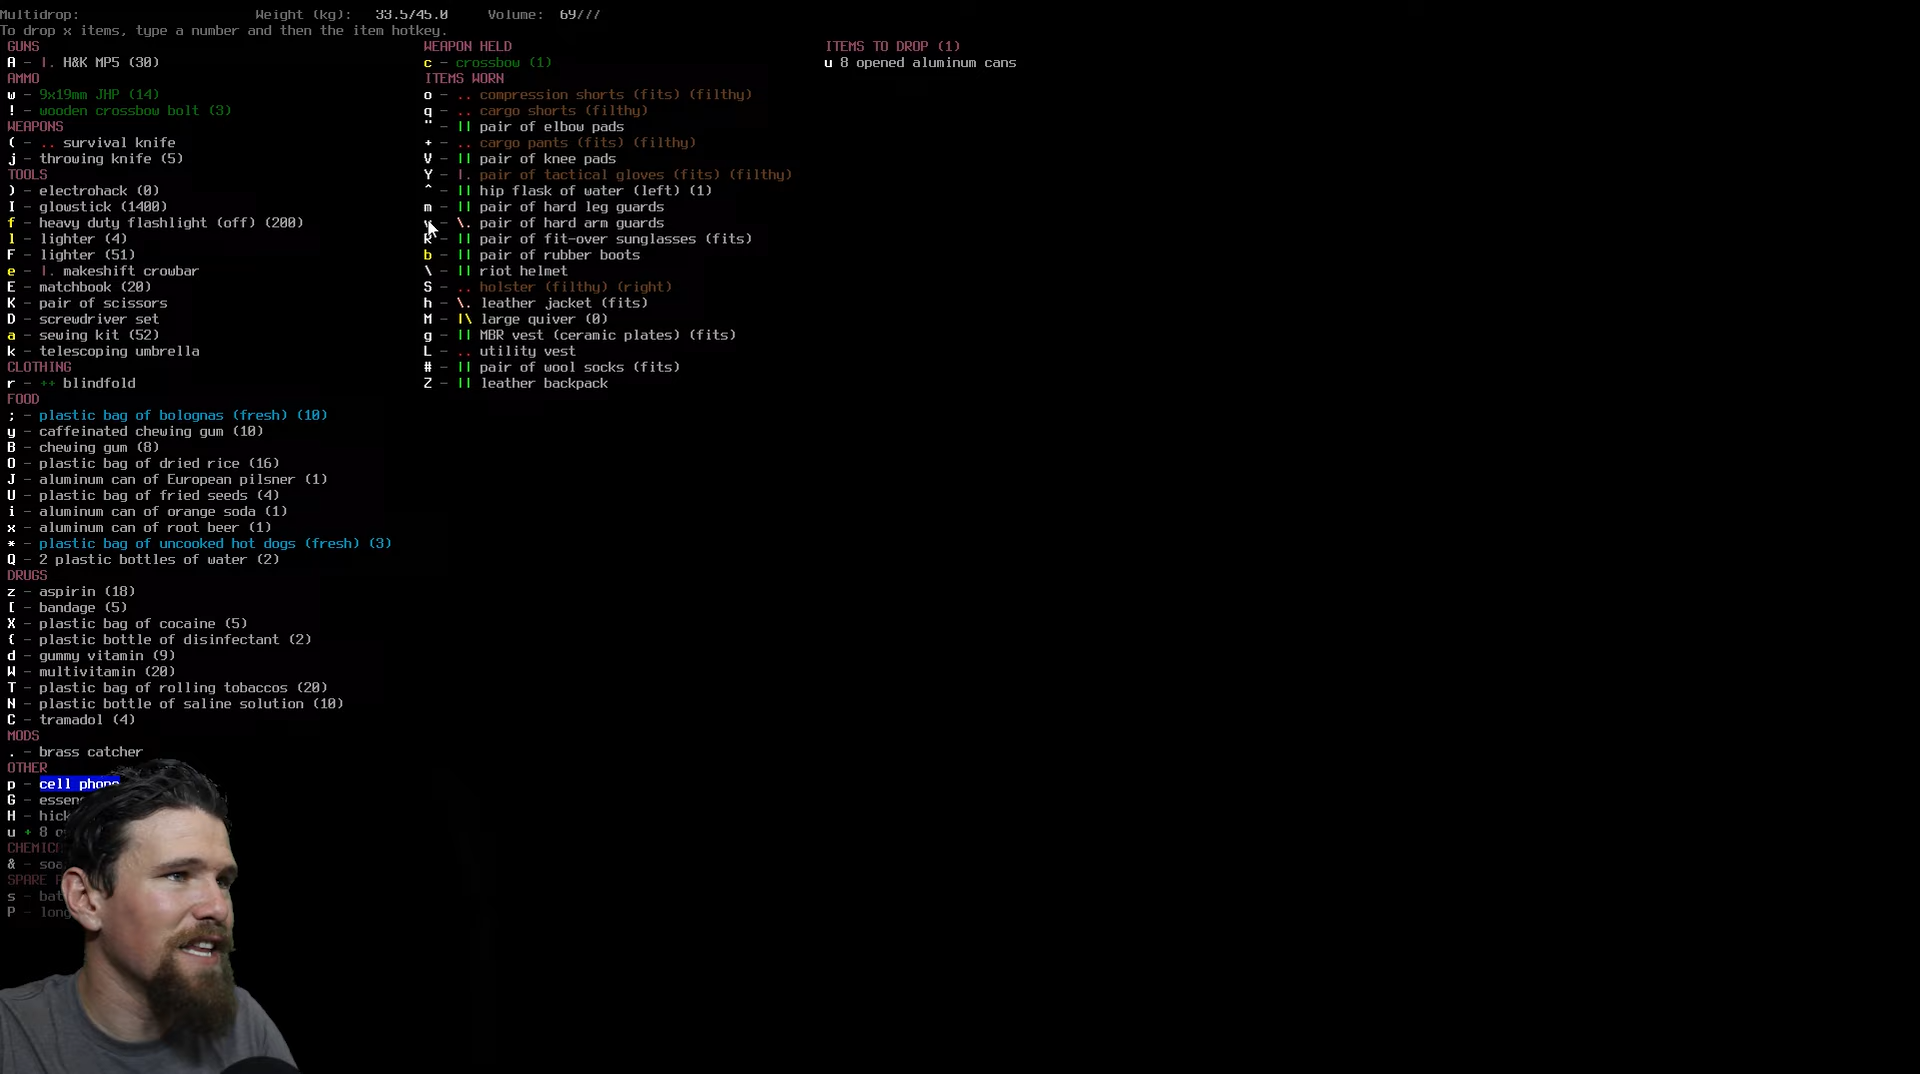 Multidrop: Weight (kg): 33.5/45.0 Volume: 69/77
To drop x items, type a number and then the item hotkey.
GUNS
A - |. H&K MP5 (30)
AMMO
w - 9x19mm JHP (14)
! - wooden crossbow bolt (3)
WEAPONS
( - .. survival knife
j - throwing knife (5)
TOOLS
) - electrohack (0)
I - glowstick (1400)
f - heavy duty flashlight (off) (200)
l - lighter (4)
F - lighter (51)
e - |. makeshift crowbar
E - matchbook (20)
K - pair of scissors
D - screwdriver set
a - sewing kit (52)
k - telescoping umbrella
CLOTHING
r - ++ blindfold
FOOD
; - plastic bag of bolognas (fresh) (10)
y - caffeinated chewing gum (10)
B - chewing gum (8)
O - plastic bag of dried rice (16)
J - aluminum can of European pilsner (1)
U - plastic bag of fried seeds (4)
i - aluminum can of orange soda (1)
x - aluminum can of root beer (1)
* - plastic bag of uncooked hot dogs (fresh) (3)
Q - 2 plastic bottles of water (2)
DRUGS
z - aspirin (18)
[ - bandage (5)
X - plastic bag of cocaine (5)
{ - plastic bottle of disinfectant (2)
d - gummy vitamin (9)
W - multivitamin (20)
T - plastic bag of rolling tobaccos (20)
N - plastic bottle of saline solution (10)
C - tramadol (4)
MODS
. - brass catcher
OTHER
p - cell phone
G -
H -
u + 8
&
SPARE
s -
P -
WEAPON HELD
c - crossbow (1)
ITEMS WORN
o - .. compression shorts (fits) (filthy)
q - .. cargo shorts (filthy)
" - || pair of elbow pads
+ - .. cargo pants (fits) (filthy)
V - || pair of knee pads
Y - |. pair of tactical gloves (fits) (filthy)
^ - || hip flask of water (left) (1)
m - || pair of hard leg guards
v - \. pair of hard arm guards
R - || pair of fit-over sunglasses (fits)
b - || pair of rubber boots
\ - || riot helmet
S - .. holster (filthy) (right)
h - \. leather jacket (fits)
M - |\ large quiver (0)
g - || MBR vest (ceramic plates) (fits)
L - .. utility vest
# - || pair of wool socks (fits)
Z - || leather backpack
ITEMS TO DROP (1)
u 8 opened aluminum cans